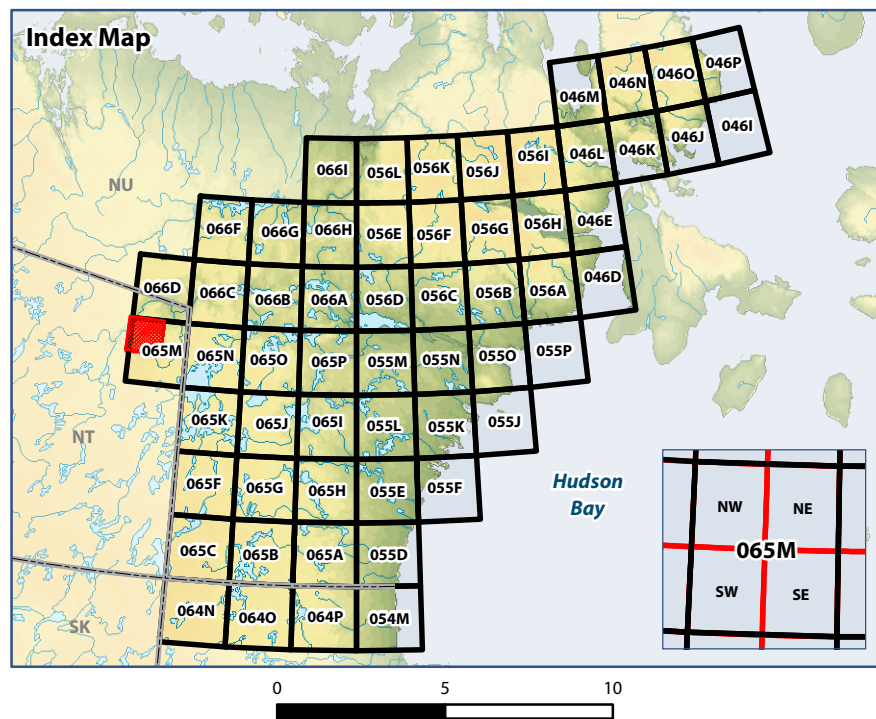 Index Map
046M 046N 046O 046P
066I 056L 056K 056J 056I 046L 046K 046J 046I
NU
066F 066G 066H 056E 056F 056G 056H 046E
066D 066C 066B 066A 056D 056C 056B 056A 046D
065M 065N 065O 065P 055M 055N 055O 055P
NT
065K 065J 065I 055L 055K 055J
065F 065G 065H 055E 055F
Hudson
Bay
065C 065B 065A 055D
SK
064N 064O 064P 054M
NW NE
065M
SW SE
0 5 10